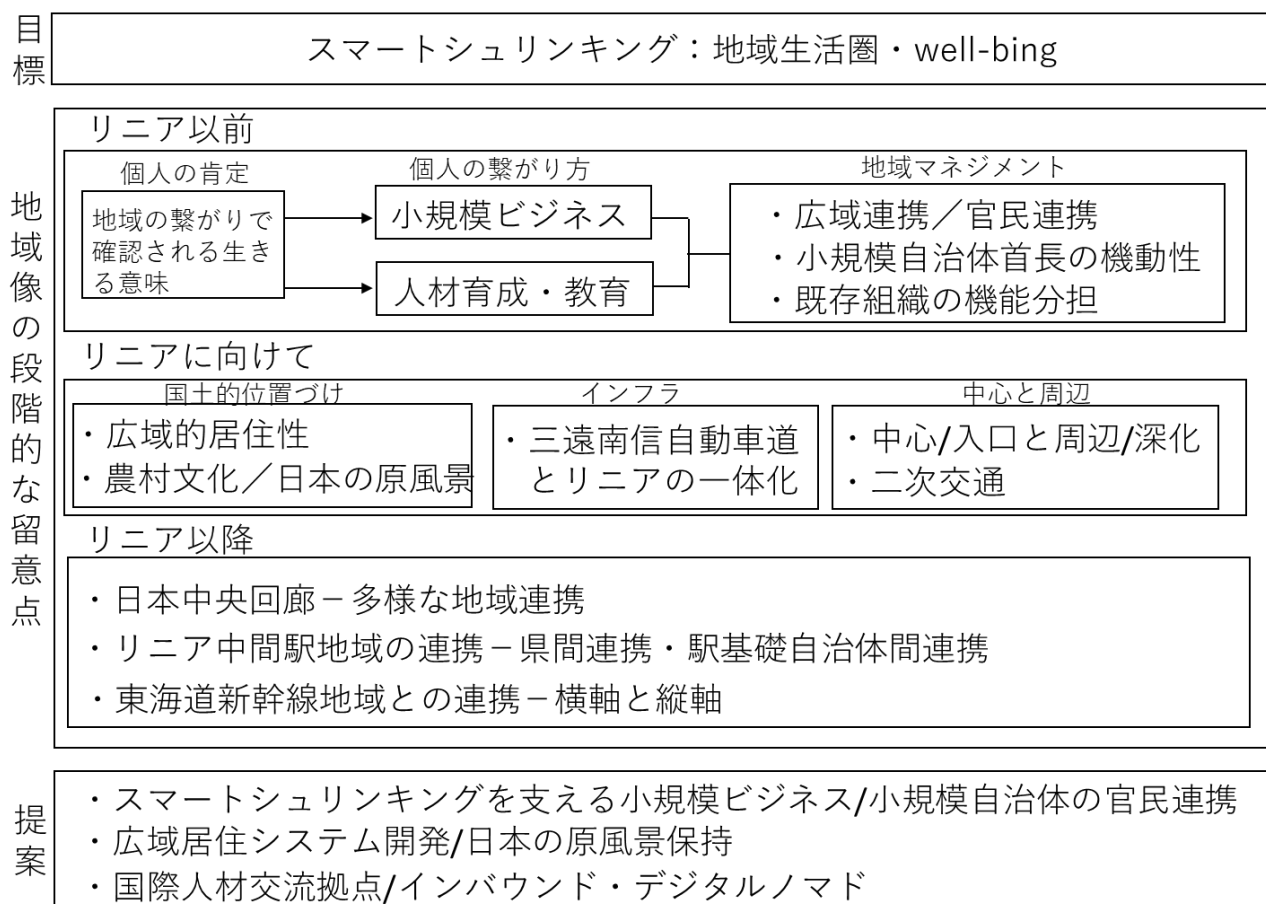 目標
スマートシュリンキング：地域生活圏・well-bing
地域像の段階的な留意点
リニア以前
個人の肯定
地域の繋がりで
確認される生き
る意味
個人の繋がり方
小規模ビジネス
人材育成・教育
地域マネジメント
・広域連携／官民連携
・小規模自治体首長の機動性
・既存組織の機能分担
リニアに向けて
国土的位置づけ
・広域的居住性
・農村文化／日本の原風景
インフラ
・三遠南信自動車道
とリニアの一体化
中心と周辺
・中心/入口と周辺/深化
・二次交通
リニア以降
・日本中央回廊－多様な地域連携
・リニア中間駅地域の連携－県間連携・駅基礎自治体間連携
・東海道新幹線地域との連携－横軸と縦軸
提案
・スマートシュリンキングを支える小規模ビジネス/小規模自治体の官民連携
・広域居住システム開発/日本の原風景保持
・国際人材交流拠点/インバウンド・デジタルノマド